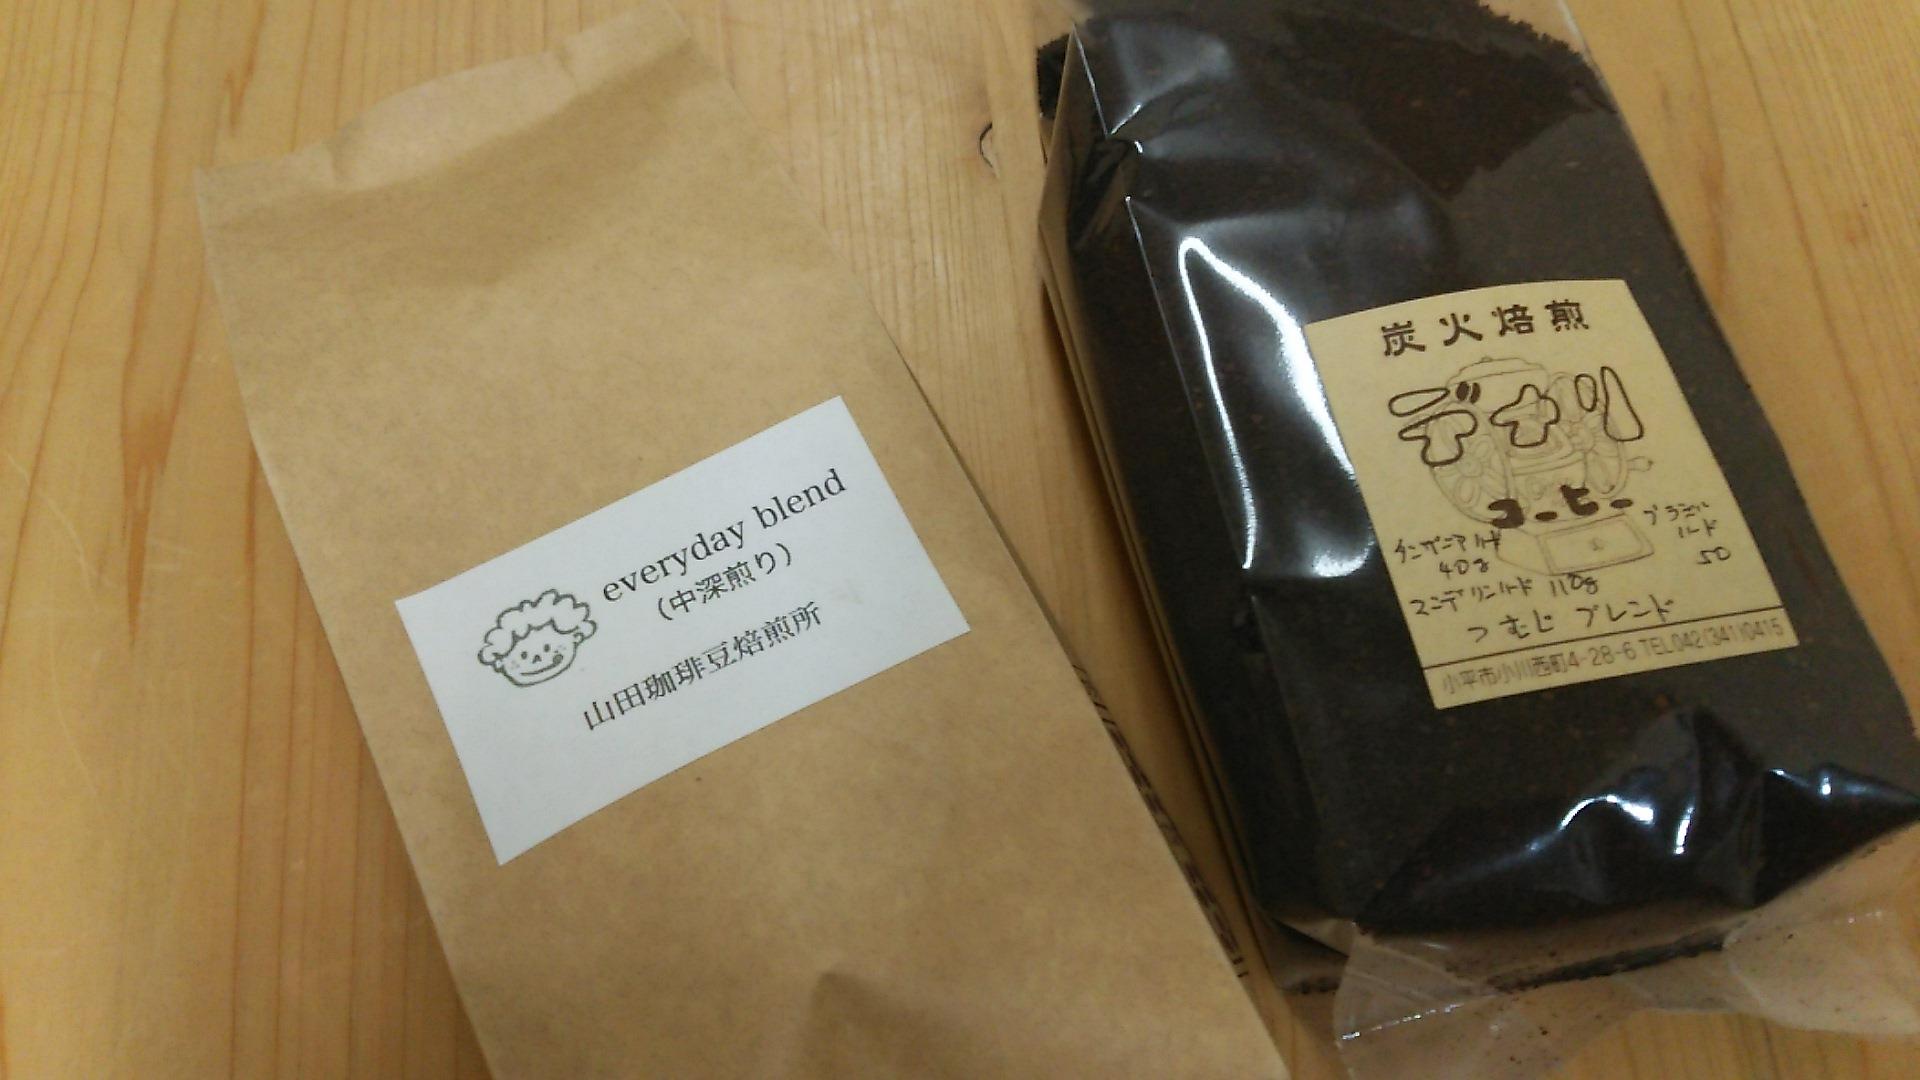 everyday blend
(中深煎り)
山田珈琲豆焙煎所
炭火焙煎
デナリ
コーヒー
タンザニアハード
40g
ブラジル
ハード
50
マンデリンハード 110g
つむじ ブレンド
小平市小川西町4-28-6 TEL042(341)0415